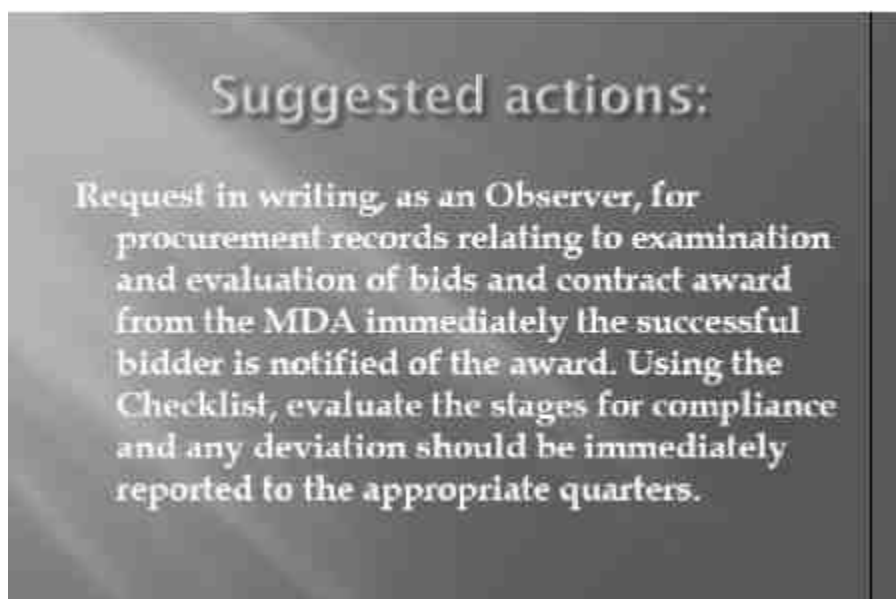 Suggested actions:
Request in writing, as an Observer, for
procurement records relating to examination
and evaluation of bids and contract award
from the MDA immediately the successful
bidder is notified of the award. Using the
Checklist, evaluate the stages for compliance
and any deviation should be immediately
reported to the appropriate quarters.